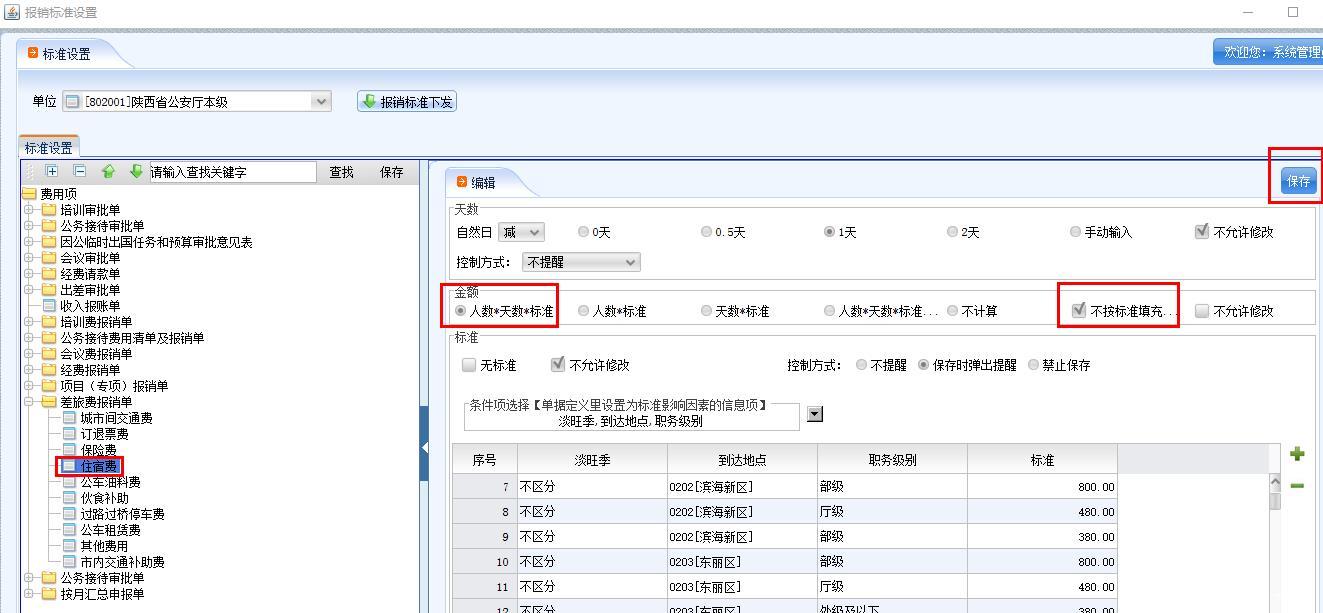 报销标准设置
标准设置
欢迎您: 系统管理
单位 [802001]陕西省公安厅本级 报销标准下发
标准设置
请输入查找关键字 查找 保存
费用项
培训审批单
公务接待审批单
因公临时出国任务和预算审批意见表
会议审批单
经费请款单
出差审批单
收入报账单
培训费报销单
公务接待费用清单及报销单
会议费报销单
经费报销单
项目（专项）报销单
差旅费报销单
城市间交通费
订退票费
保险费
住宿费
公车油料费
伙食补助
过路过桥停车费
公车租赁费
其他费用
市内交通补助费
公务接待审批单
按月汇总申报单
编辑 保存
天数
自然日 减 0天 0.5天 1天 2天 手动输入 不允许修改
控制方式: 不提醒
金额
人数*天数*标准 人数*标准 天数*标准 人数*天数*标准... 不计算 不按标准填充... 不允许修改
标准
无标准 不允许修改 控制方式: 不提醒 保存时弹出提醒 禁止保存
条件项选择【单据定义里设置为标准影响因素的信息项】
淡旺季,到达地点,职务级别
序号 淡旺季 到达地点 职务级别 标准
7 不区分 0202[滨海新区] 部级 800.00
8 不区分 0202[滨海新区] 厅级 480.00
9 不区分 0202[滨海新区] 部级 380.00
10 不区分 0203[东丽区] 部级 800.00
11 不区分 0203[东丽区] 厅级 480.00
12 不区分 0203[东丽区] 处级及以下 380.00